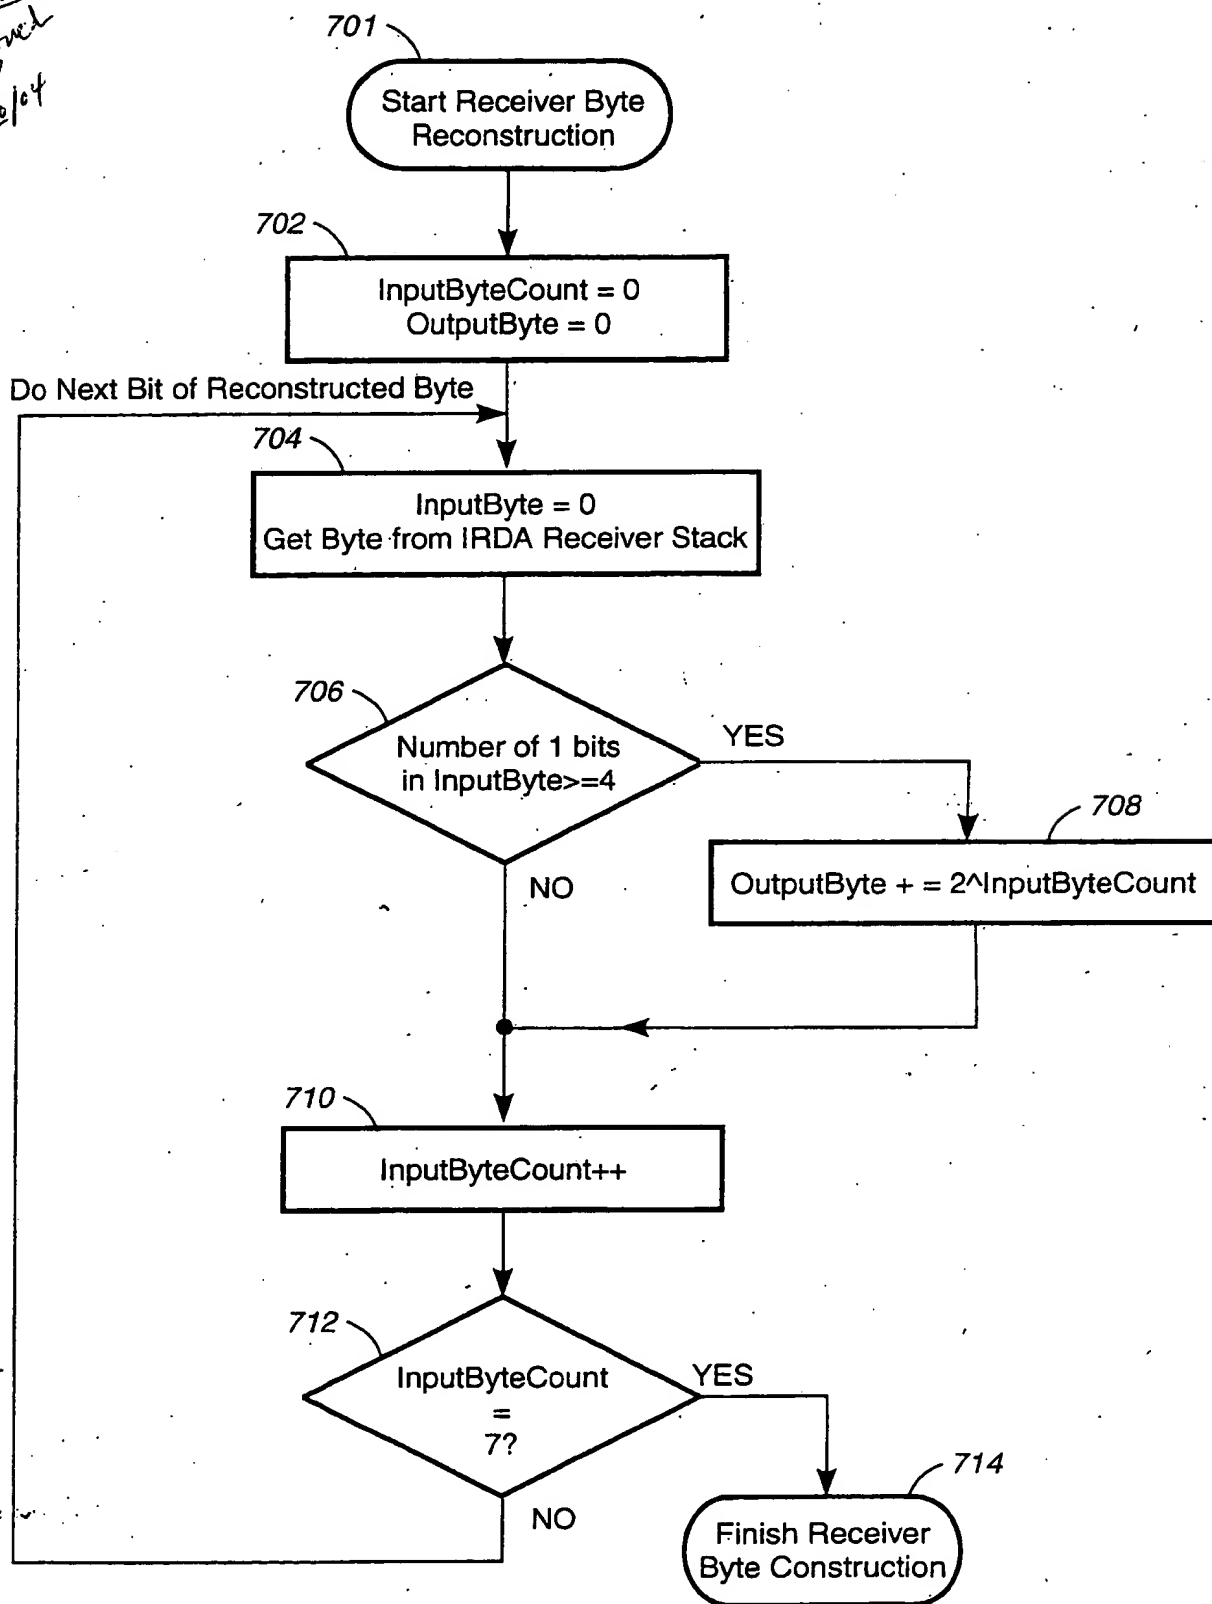 701
Start Receiver Byte
Reconstruction
702
InputByteCount = 0
OutputByte = 0
Do Next Bit of Reconstructed Byte
704
InputByte = 0
Get Byte from IRDA Receiver Stack
706
Number of 1 bits
in InputByte>=4
YES
708
OutputByte + = 2^InputByteCount
NO
710
InputByteCount++
712
InputByteCount
=
7?
YES
714
NO
Finish Receiver
Byte Construction